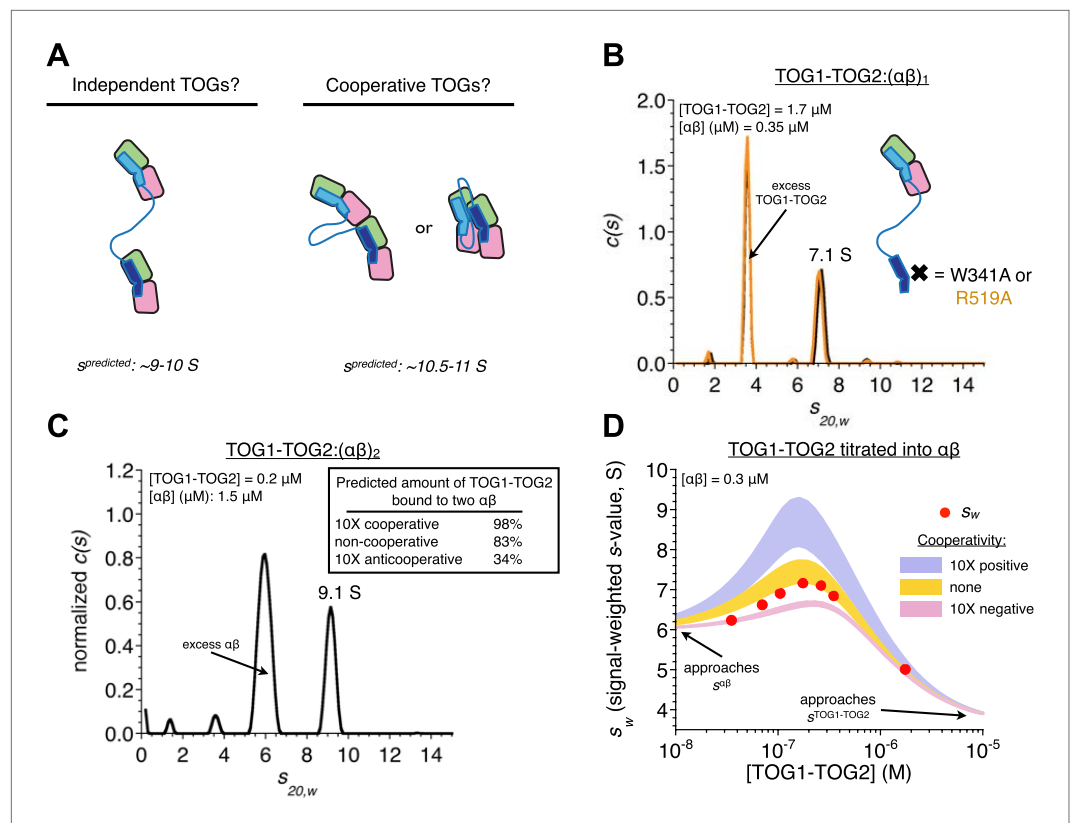 A
Independent TOGs?
Cooperative TOGs?
or
s^predicted: ~9-10 S
s^predicted: ~10.5-11 S
B
TOG1-TOG2:(αβ)₁
[TOG1-TOG2] = 1.7 μM
[αβ] (μM) = 0.35 μM
2.0
1.5
1.0
0.5
0.0
c(s)
excess
TOG1-TOG2
7.1 S
✖ = W341A or
R519A
0 2 4 6 8 10 12 14
s20,w
C
TOG1-TOG2:(αβ)₂
[TOG1-TOG2] = 0.2 μM
[αβ] (μM): 1.5 μM
1.2
1.0
0.8
0.6
0.4
0.2
0.0
normalized c(s)
Predicted amount of TOG1-TOG2
bound to two αβ
10X cooperative 98%
non-cooperative 83%
10X anticooperative 34%
9.1 S
excess αβ
0 2 4 6 8 10 12 14
s20,w
D
TOG1-TOG2 titrated into αβ
[αβ] = 0.3 μM
10
9
8
7
6
5
4
sw (signal-weighted s-value, S)
sw
Cooperativity:
10X positive
none
10X negative
approaches
s^αβ
approaches
s^TOG1-TOG2
10⁻⁸ 10⁻⁷ 10⁻⁶ 10⁻⁵
[TOG1-TOG2] (M)